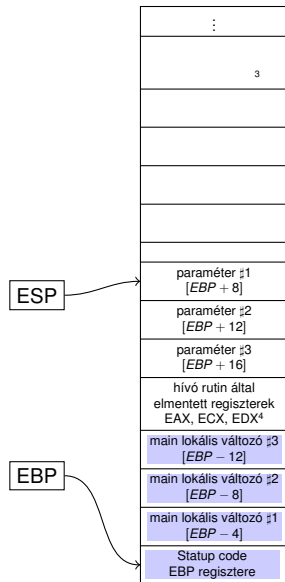 ⋮
3
ESP
paraméter ♯1
[EBP + 8]
paraméter ♯2
[EBP + 12]
paraméter ♯3
[EBP + 16]
hívó rutin által
elmentett regiszterek
EAX, ECX, EDX⁴
main lokális változó ♯3
[EBP − 12]
EBP
main lokális változó ♯2
[EBP − 8]
main lokális változó ♯1
[EBP − 4]
Statup code
EBP regisztere